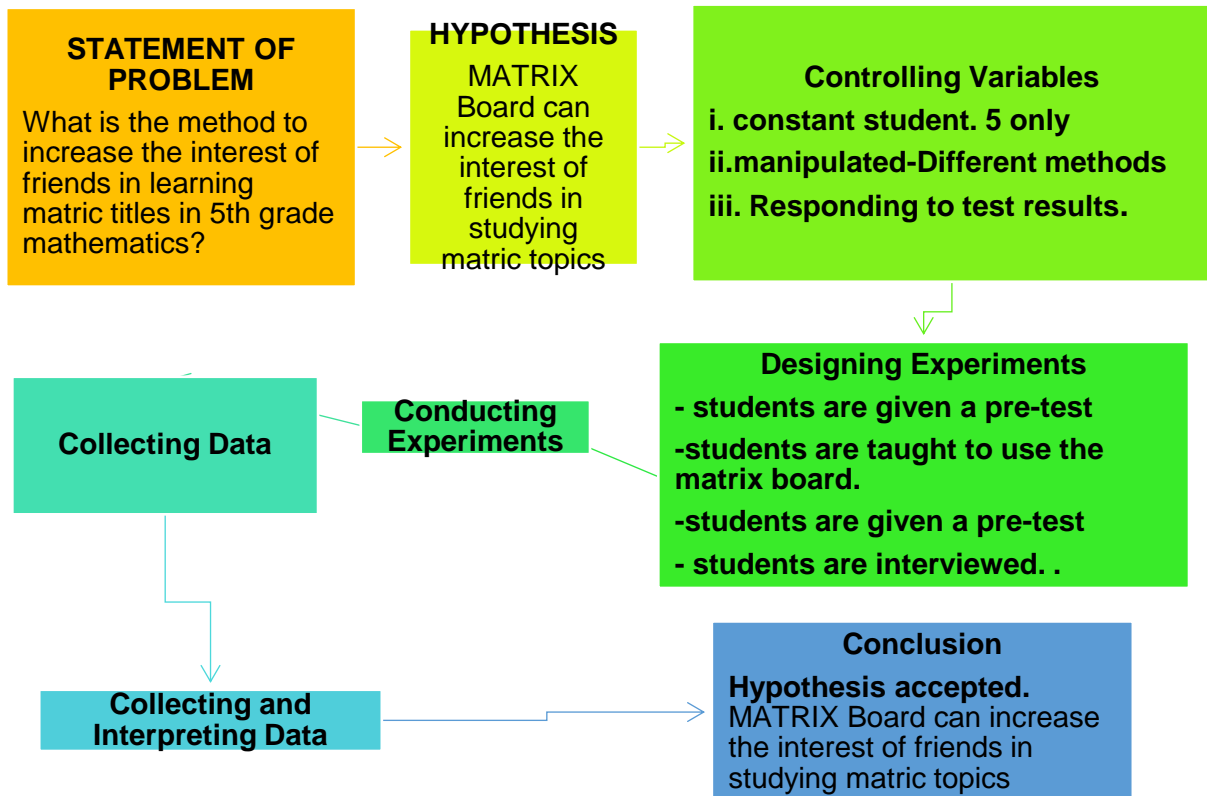 STATEMENT OF
PROBLEM
What is the method to
increase the interest of
friends in learning
matric titles in 5th grade
mathematics?
HYPOTHESIS
MATRIX
Board can
increase the
interest of
friends in
studying
matric topics
Controlling Variables
i. constant student. 5 only
ii.manipulated-Different methods
iii. Responding to test results.
Designing Experiments
- students are given a pre-test
-students are taught to use the
matrix board.
-students are given a pre-test
- students are interviewed. .
Conducting
Experiments
Collecting Data
Collecting and
Interpreting Data
Conclusion
Hypothesis accepted.
MATRIX Board can increase
the interest of friends in
studying matric topics